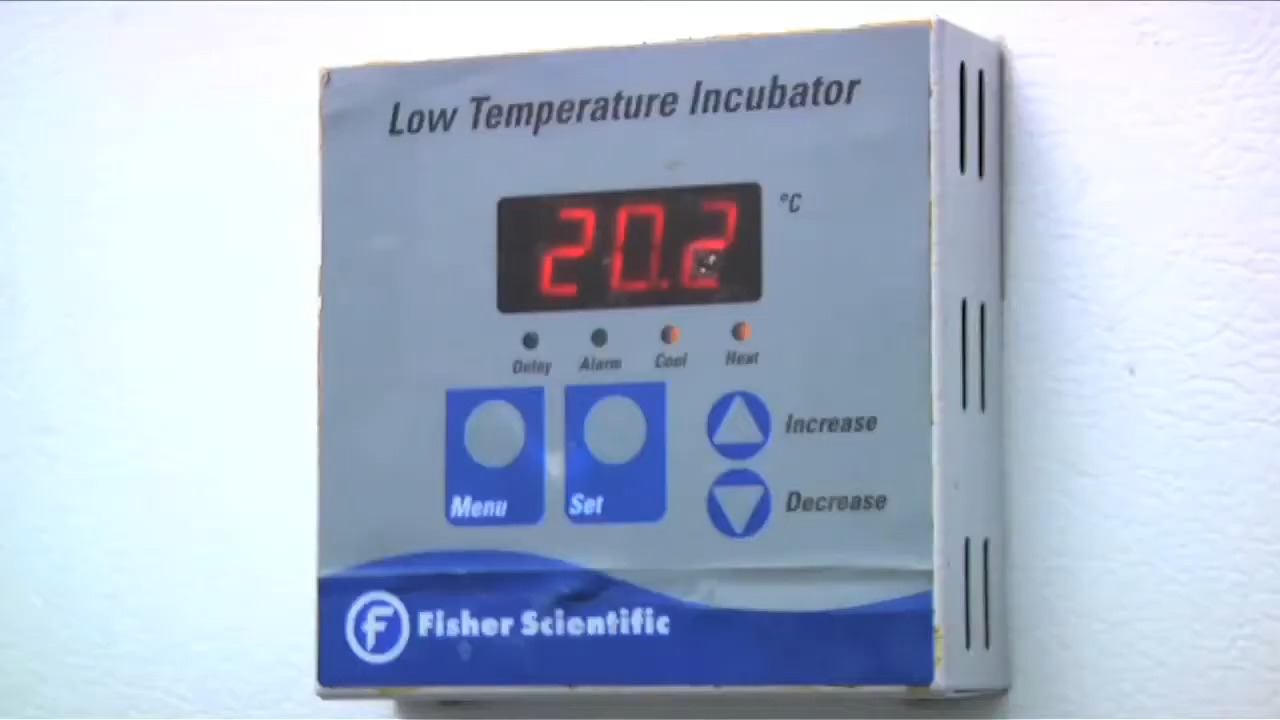 Low Temperature Incubator
20.2 °C
Delay Alarm Cool Heat
Increase
Menu Set Decrease
F Fisher Scientific